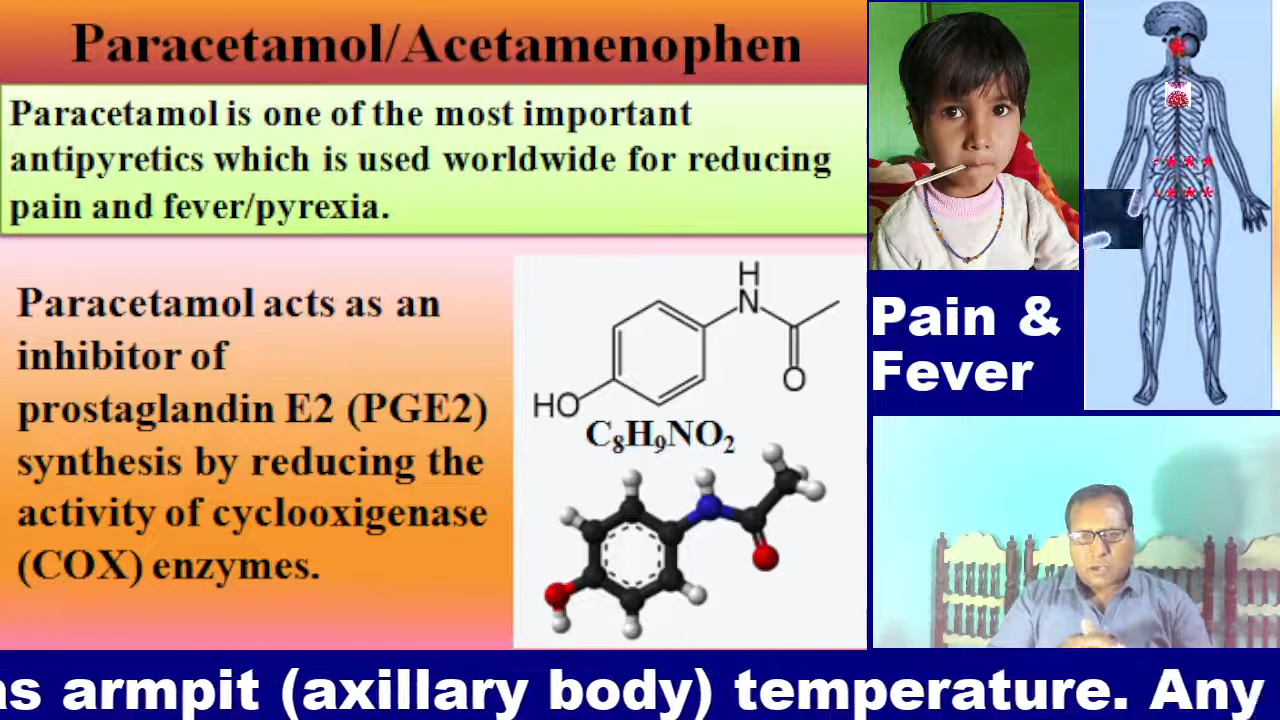 Paracetamol/Acetamenophen
Paracetamol is one of the most important
antipyretics which is used worldwide for reducing
pain and fever/pyrexia.
Paracetamol acts as an
inhibitor of
prostaglandin E2 (PGE2)
synthesis by reducing the
activity of cyclooxigenase
(COX) enzymes.
H
N
O
HO
C₈H₉NO₂
Pain &
Fever
as armpit (axillary body) temperature. Any